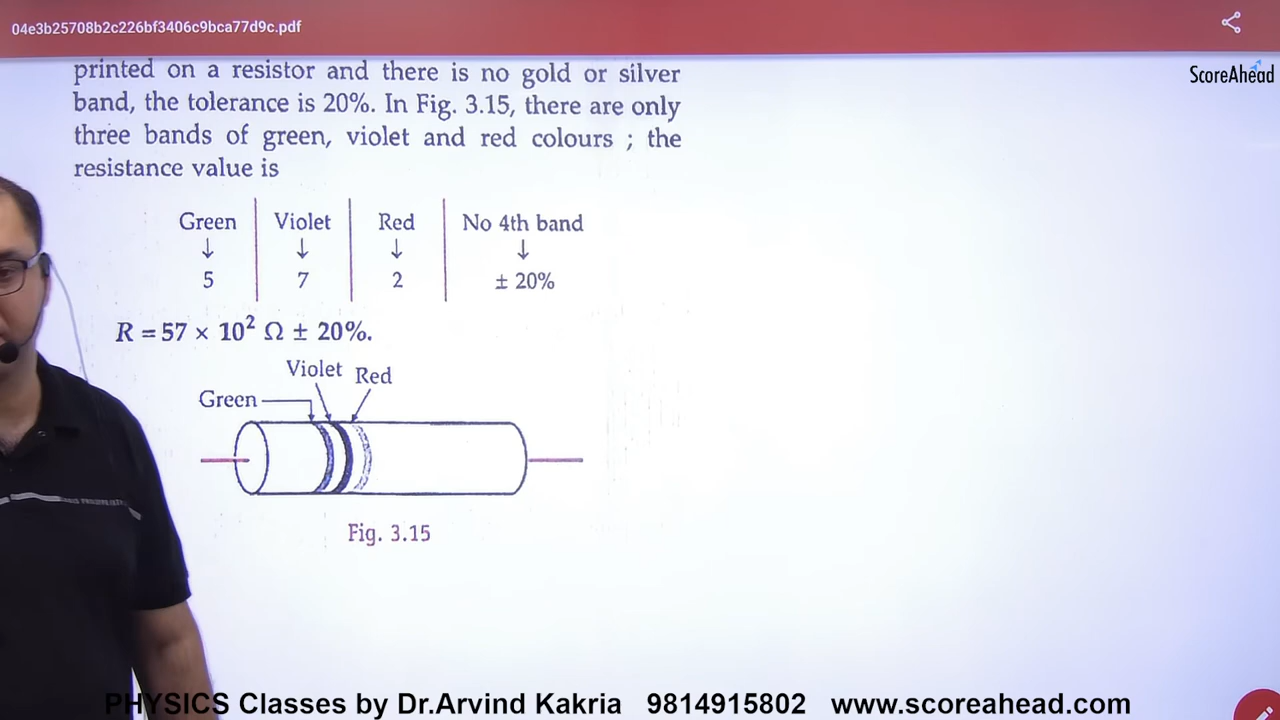 04e3b25708b2c226bf3406c9bca77d9c.pdf
ScoreAhead
printed on a resistor and there is no gold or silver
band, the tolerance is 20%. In Fig. 3.15, there are only
three bands of green, violet and red colours ; the
resistance value is
Green Violet Red No 4th band
↓ ↓ ↓ ↓
5 7 2 ± 20%
R = 57 × 10² Ω ± 20%.
Violet Red
Green
Fig. 3.15
PHYSICS Classes by Dr.Arvind Kakria 9814915802 www.scoreahead.com